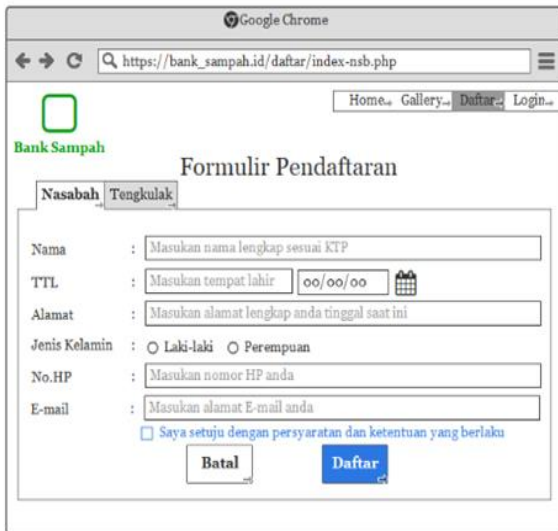 Google Chrome
https://bank_sampah.id/daftar/index-nsb.php
Home Gallery Daftar Login
Bank Sampah
Formulir Pendaftaran
Nasabah Tengkulak
Nama : Masukan nama lengkap sesuai KTP
TTL : Masukan tempat lahir 00/00/00
Alamat : Masukan alamat lengkap anda tinggal saat ini
Jenis Kelamin : Laki-laki Perempuan
No.HP : Masukan nomor HP anda
E-mail : Masukan alamat E-mail anda
Saya setuju dengan persyaratan dan ketentuan yang berlaku
Batal Daftar